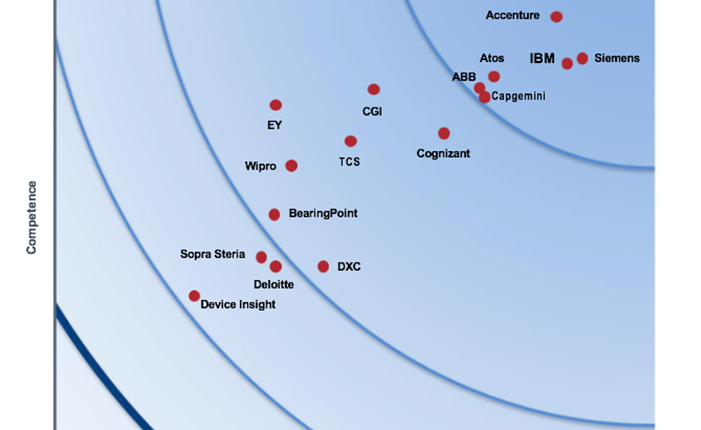 Accenture
Atos
IBM
Siemens
ABB
Capgemini
CGI
EY
Cognizant
TCS
Wipro
BearingPoint
Sopra Steria
DXC
Deloitte
Device Insight
Competence